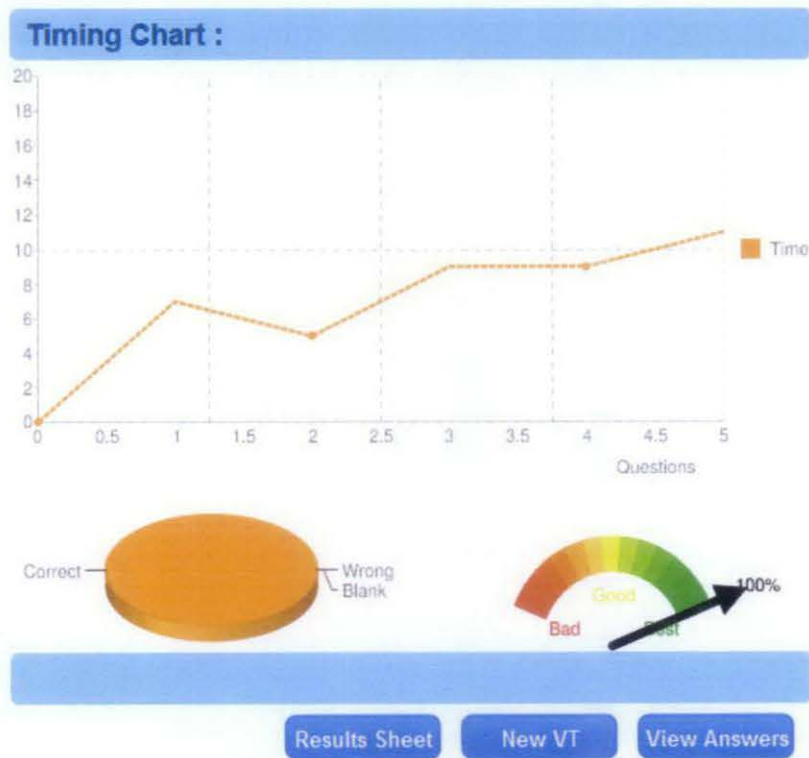 Timing Chart :
20
18
16
14
12
10
8
6
4
2
0
Time
0 0.5 1 1.5 2 2.5 3 3.5 4 4.5 5
Questions
Correct
Wrong
Blank
Good
100%
Bad
Best
Results Sheet New VT View Answers